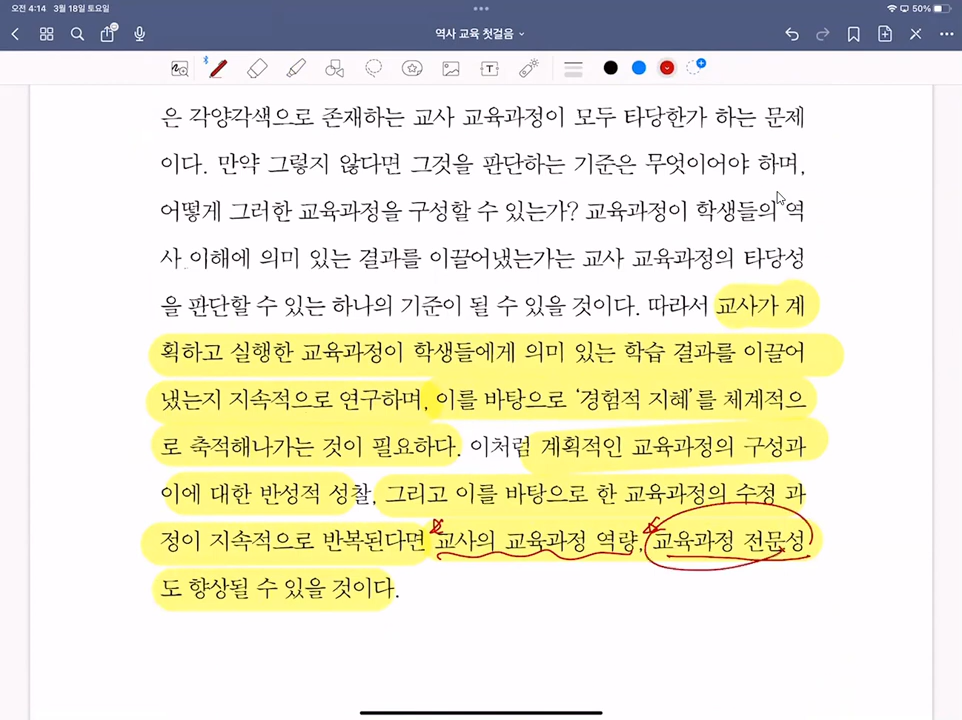 오전 4:14 3월 18일 토요일
50%
역사 교육 첫걸음
은 각양각색으로 존재하는 교사 교육과정이 모두 타당한가 하는 문제
이다. 만약 그렇지 않다면 그것을 판단하는 기준은 무엇이어야 하며,
어떻게 그러한 교육과정을 구성할 수 있는가? 교육과정이 학생들의 역
사 이해에 의미 있는 결과를 이끌어냈는가는 교사 교육과정의 타당성
을 판단할 수 있는 하나의 기준이 될 수 있을 것이다. 따라서 교사가 계
획하고 실행한 교육과정이 학생들에게 의미 있는 학습 결과를 이끌어
냈는지 지속적으로 연구하며, 이를 바탕으로 ‘경험적 지혜’를 체계적으
로 축적해나가는 것이 필요하다. 이처럼 계획적인 교육과정의 구성과
이에 대한 반성적 성찰, 그리고 이를 바탕으로 한 교육과정의 수정 과
정이 지속적으로 반복된다면 교사의 교육과정 역량, 교육과정 전문성
도 향상될 수 있을 것이다.